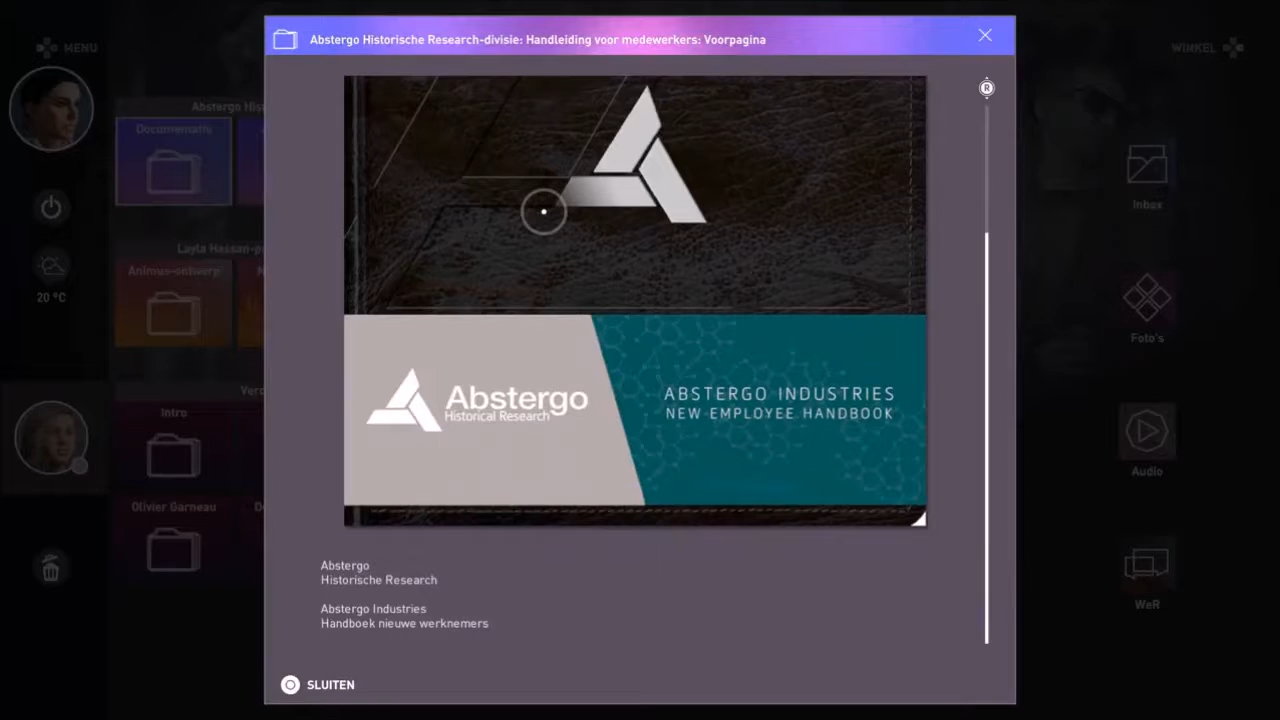 Abstergo Historische Research-divisie: Handleiding voor medewerkers: Voorpagina
MENU
WINKEL
Abstergo His
Documentatie
R
Inbox
Layla Hassan-p
Animus-ontwerp
20 °C
Foto's
Abstergo
Historical Research
ABSTERGO INDUSTRIES
NEW EMPLOYEE HANDBOOK
Intro
Audio
Olivier Garneau
Abstergo
Historische Research
Abstergo Industries
Handboek nieuwe werknemers
WeR
SLUITEN